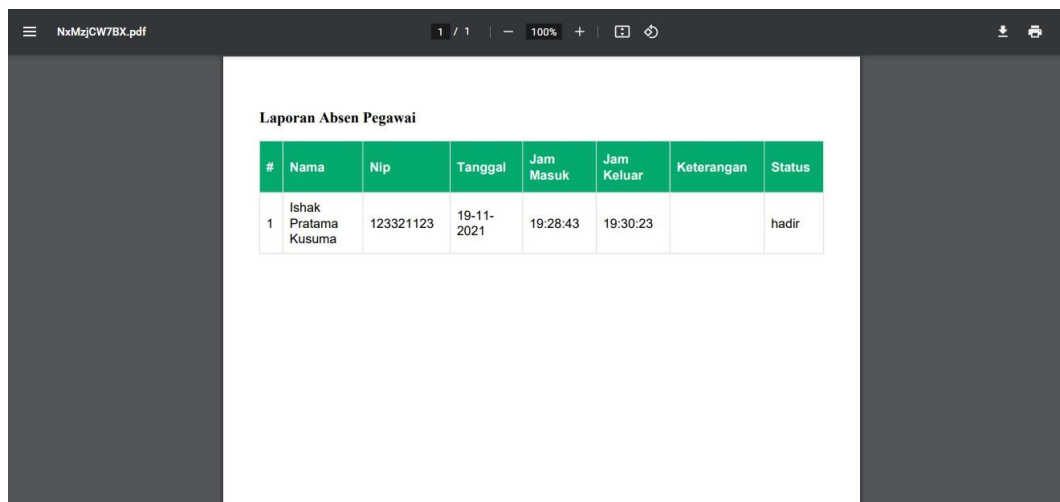 NxMzjCW7BX.pdf
1 / 1
100%
Laporan Absen Pegawai
# Nama Nip Tanggal Jam Masuk Jam Keluar Keterangan Status
1 Ishak Pratama Kusuma 123321123 19-11-2021 19:28:43 19:30:23 hadir